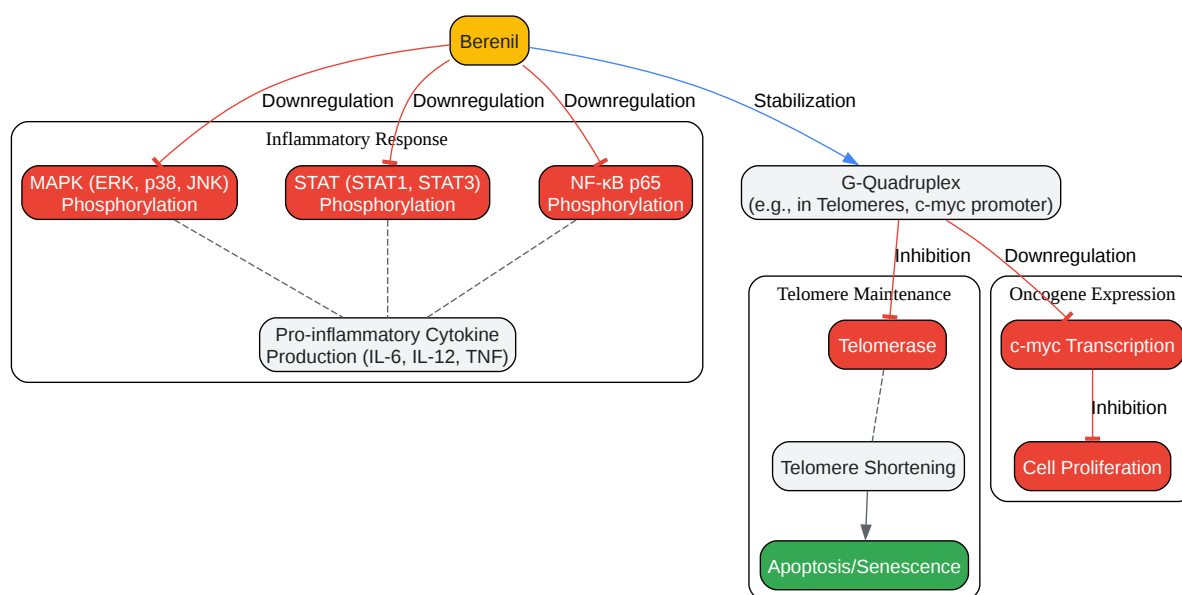 Berenil
Downregulation
Downregulation
Downregulation
Stabilization
Inflammatory Response
MAPK (ERK, p38, JNK)
Phosphorylation
STAT (STAT1, STAT3)
Phosphorylation
NF-κB p65
Phosphorylation
G-Quadruplex
(e.g., in Telomeres, c-myc promoter)
Inhibition
Downregulation
Pro-inflammatory Cytokine
Production (IL-6, IL-12, TNF)
Telomere Maintenance
Oncogene Expression
Telomerase
c-myc Transcription
Inhibition
Telomere Shortening
Cell Proliferation
Apoptosis/Senescence